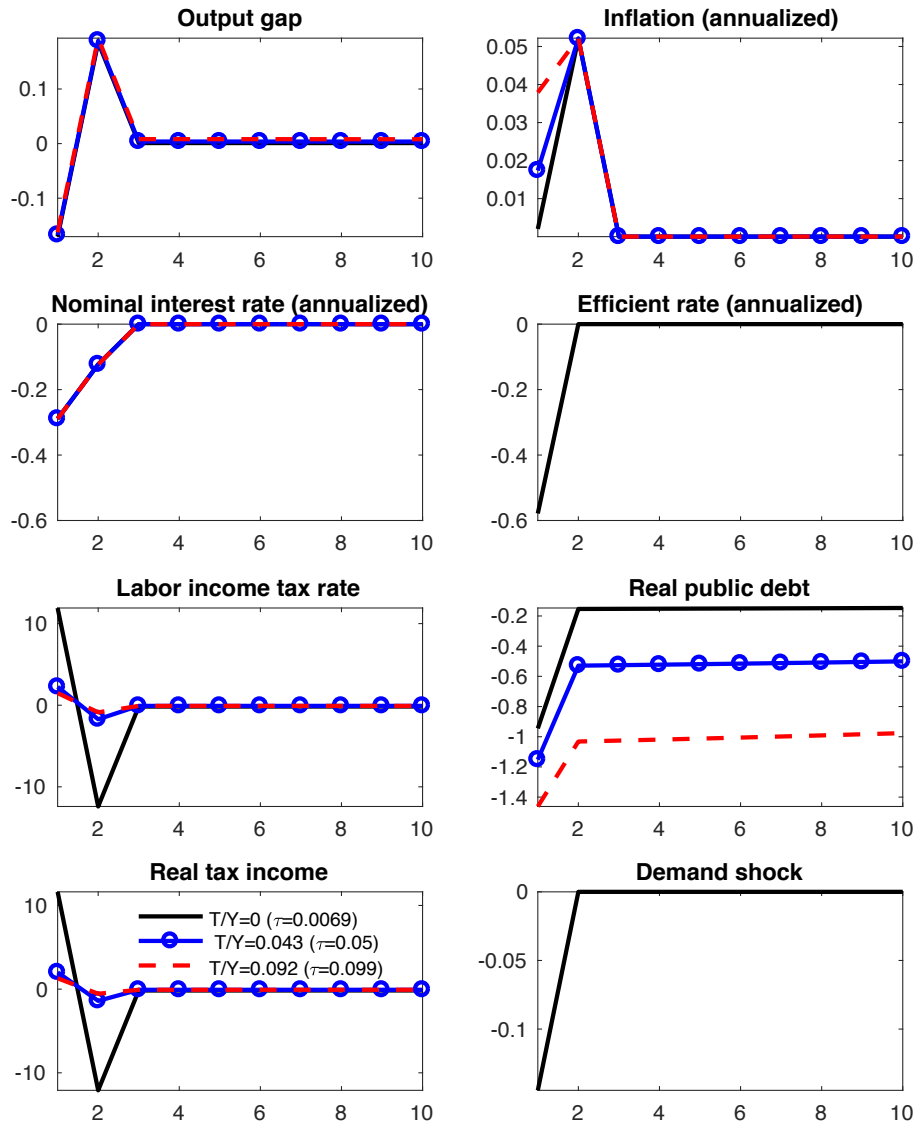 Output gap
0.1
0
-0.1
2 4 6 8 10
Inflation (annualized)
0.05
0.04
0.03
0.02
0.01
2 4 6 8 10
Nominal interest rate (annualized)
0
-0.2
-0.4
-0.6
2 4 6 8 10
Efficient rate (annualized)
0
-0.2
-0.4
-0.6
2 4 6 8 10
Labor income tax rate
10
0
-10
2 4 6 8 10
Real public debt
-0.2
-0.4
-0.6
-0.8
-1
-1.2
-1.4
2 4 6 8 10
Real tax income
10
0
-10
T/Y=0 (τ=0.0069)
T/Y=0.043 (τ=0.05)
T/Y=0.092 (τ=0.099)
2 4 6 8 10
Demand shock
0
-0.05
-0.1
2 4 6 8 10